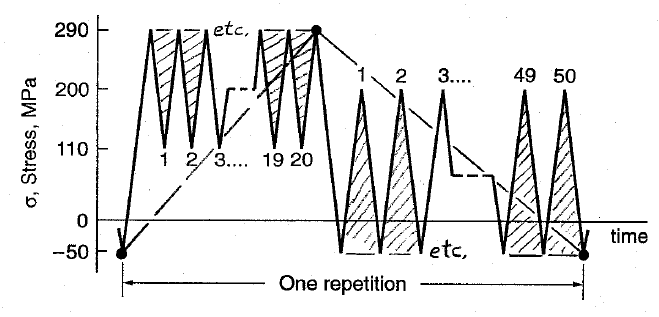 290
etc,
200
1 2 3.... 49 50
110
1 2 3.... 19 20
0
time
-50
etc,
One repetition
σ, Stress, MPa